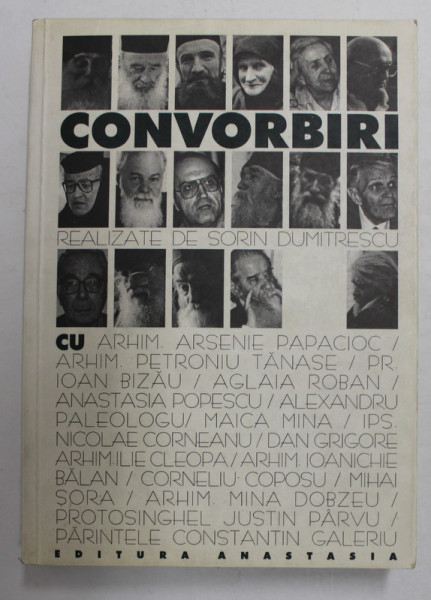 CONVORBIRI
REALIZATE DE SORIN DUMITRESCU
CU ARHIM. ARSENIE PAPACIOC /
ARHIM. PETRONIU TĂNASE / PR.
IOAN BIZĂU / AGLAIA ROBAN /
ANASTASIA POPESCU / ALEXANDRU
PALEOLOGU / MAICA MINA / IPS.
NICOLAE CORNEANU / DAN GRIGORE
ARHIM. ILIE CLEOPA / ARHIM. IOANICHIE
BĂLAN / CORNELIU COPOSU / MIHAI
ȘORA / ARHIM. MINA DOBZEU /
PROTOSINGHEL JUSTIN PÂRVU /
PĂRINTELE CONSTANTIN GALERIU
EDITURA ANASTASIA